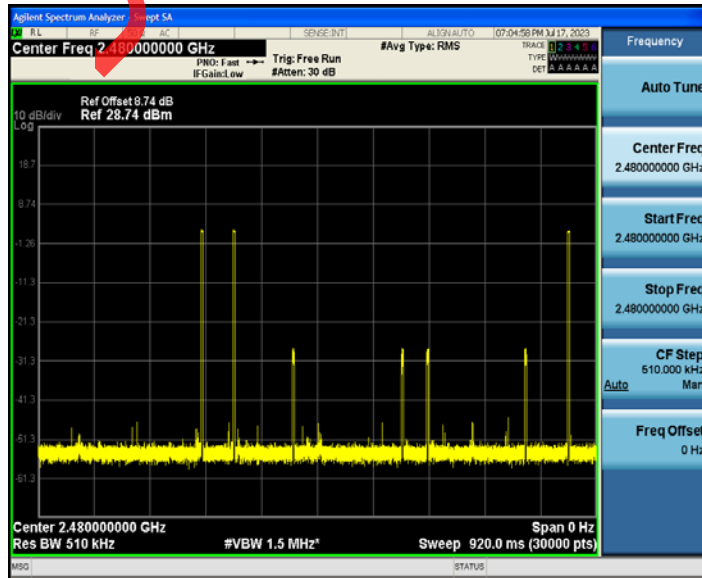 Agilent Spectrum Analyzer - Swept SA
RL RF AC SENSE:INT ALIGN AUTO 07:04:58 PM Jul 17, 2023
Center Freq 2.480000000 GHz #Avg Type: RMS TRACE 1 2 3 4 5 6
PNO: Fast Trig: Free Run TYPE
IFGain:Low #Atten: 30 dB DET A A A A A A
Ref Offset 8.74 dB
10 dB/div Ref 28.74 dBm
Log
18.7
8.74
-1.26
-11.3
-21.3
-31.3
-41.3
-51.3
-61.3
Center 2.480000000 GHz Span 0 Hz
Res BW 510 kHz #VBW 1.5 MHz* Sweep 920.0 ms (30000 pts)
MSG STATUS
Frequency
Auto Tune
Center Freq
2.480000000 GHz
Start Freq
2.480000000 GHz
Stop Freq
2.480000000 GHz
CF Step
510.000 kHz
Auto Man
Freq Offset
0 Hz